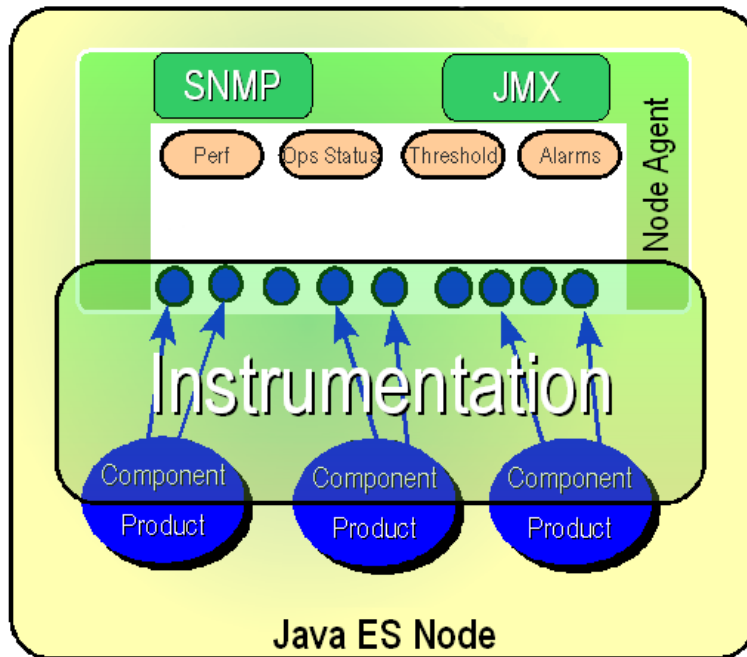 SNMP
JMX
Perf
Ops Status
Threshold
Alarms
Node Agent
Instrumentation
Component
Product
Component
Product
Component
Product
Java ES Node